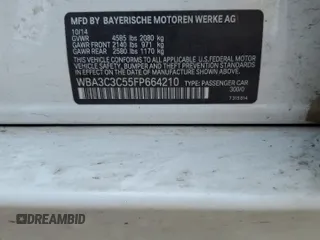 MFD BY BAYERISCHE MOTOREN WERKE AG
10/14
GVWR 4585 lbs 2080 kg
GAWR FRONT 2140 lbs 971 kg
GAWR REAR 2580 lbs 1170 kg
THIS VEHICLE CONFORMS TO ALL APPLICABLE U.S. FEDERAL MOTOR
VEHICLE SAFETY, BUMPER, AND THEFT PREVENTION STANDARDS IN
EFFECT ON THE DATE OF MANUFACTURE SHOWN ABOVE.
WBA3C3C55FP664210 TYPE: PASSENGER CAR
300/0
© DREAMBID